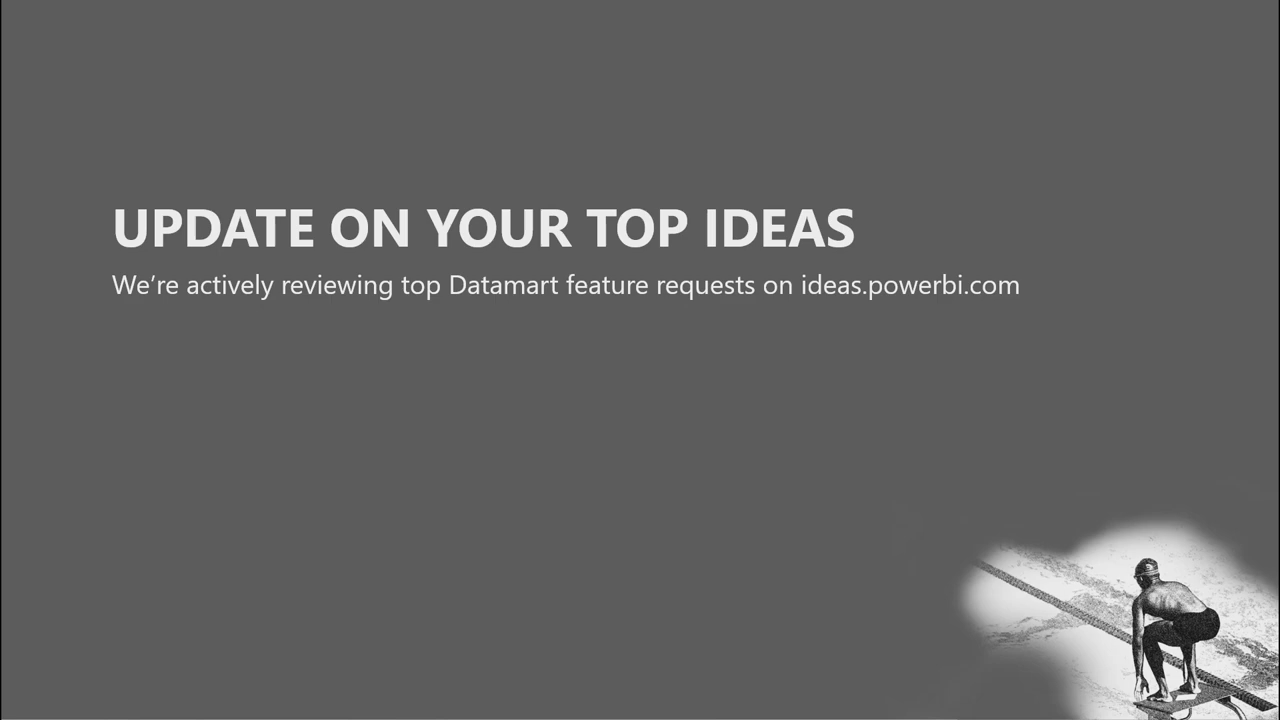 UPDATE ON YOUR TOP IDEAS
We’re actively reviewing top Datamart feature requests on ideas.powerbi.com